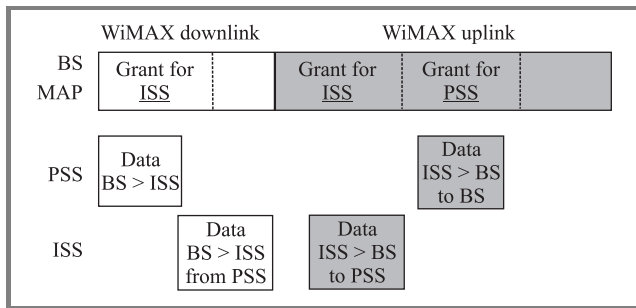 WiMAX downlink WiMAX uplink
BS
MAP
Grant for
ISS
Grant for
ISS
Grant for
PSS
PSS
Data
BS > ISS
Data
ISS > BS
to BS
ISS
Data
BS > ISS
from PSS
Data
ISS > BS
to PSS